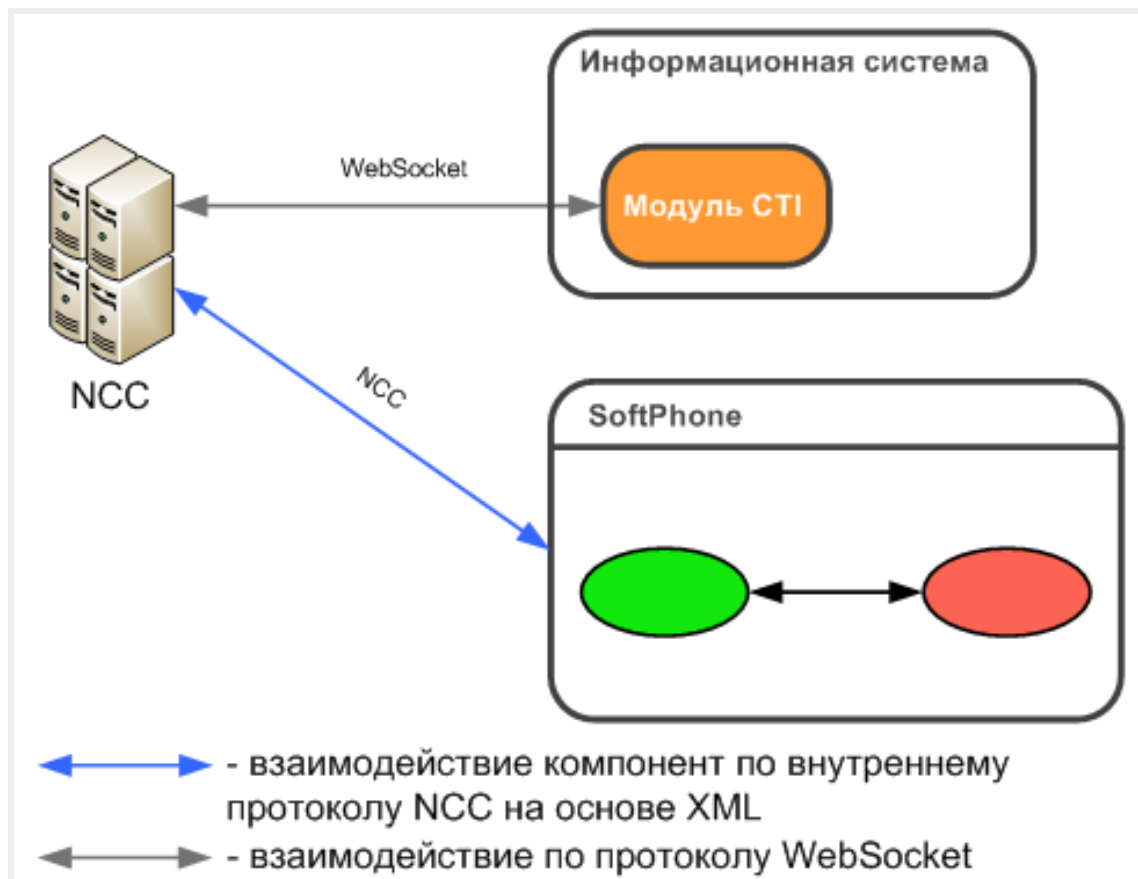 Информационная система
WebSocket
Модуль CTI
NCC
NCC
SoftPhone
- взаимодействие компонент по внутреннему
протоколу NCC на основе XML
- взаимодействие по протоколу WebSocket